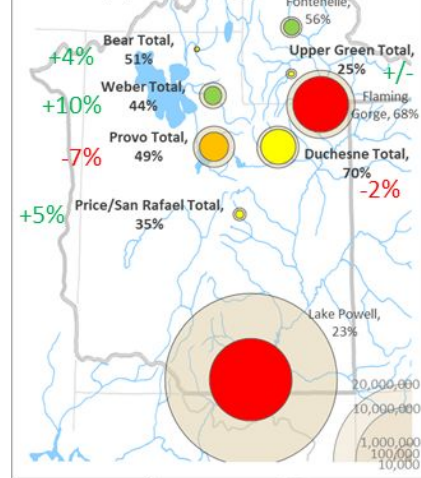 Fontenelle,
56%
Bear Total,
51%
+4%
Upper Green Total,
25%
+/-
Weber Total,
44%
+10%
Flaming
Gorge, 68%
Provo Total,
49%
-7%
Duchesne Total,
70%
-2%
Price/San Rafael Total,
35%
+5%
Lake Powell,
23%
20,000,000
10,000,000
1,000,000
100,000
10,000